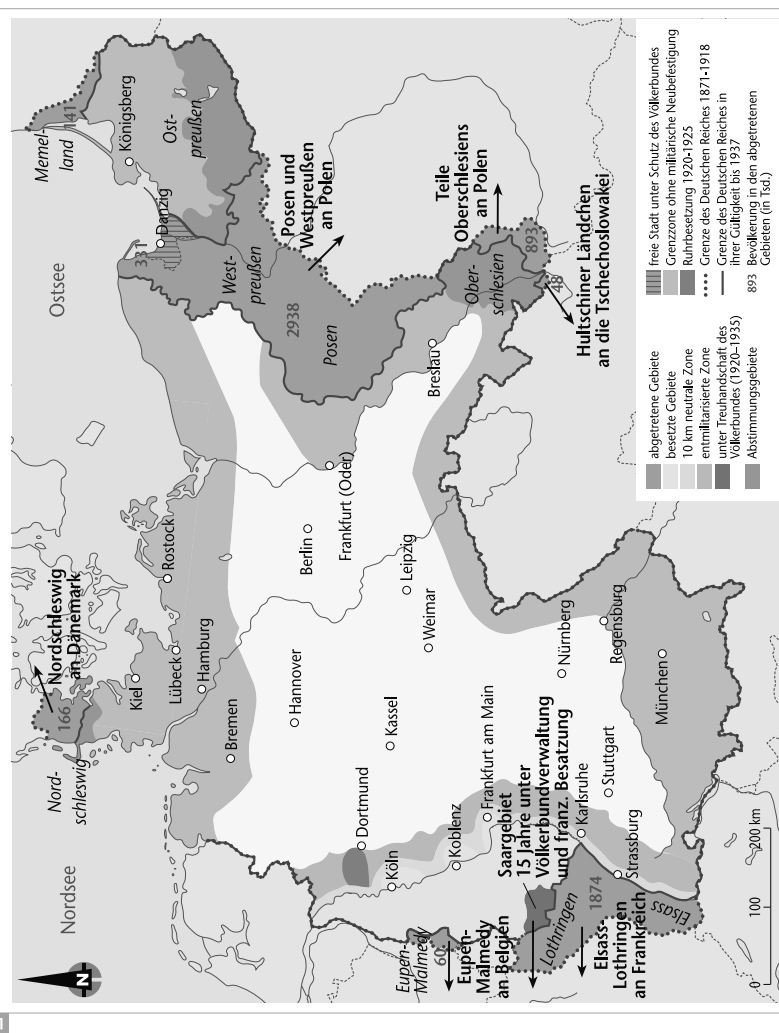 Nordsee
Ostsee
Nord-
schleswig
166
Nordschleswig
an Dänemark
Kiel
Lübeck
Hamburg
Rostock
Bremen
Hannover
Berlin
Frankfurt (Oder)
Memel-
land
141
Königsberg
Ost-
preußen
Danzig
331
West-
preußen
Posen und
Westpreußen
an Polen
2938
Posen
Teile
Oberschlesiens
an Polen
893
Ober-
schlesien
48
Hultschiner Ländchen
an die Tschechoslowakei
Breslau
Leipzig
Weimar
Kassel
Dortmund
Köln
Koblenz
Frankfurt am Main
Nürnberg
Regensburg
München
Stuttgart
Karlsruhe
Strassburg
Eupen-
Malmedy
60
Eupen-
Malmedy
an Belgien
Saargebiet
15 Jahre unter
Völkerbundverwaltung
und franz. Besatzung
Lothringen
1874
Elsass
Elsass-
Lothringen
an Frankreich
N
0 100 200 km
abgetretene Gebiete
besetzte Gebiete
10 km neutrale Zone
entmilitarisierte Zone
unter Treuhandschaft des
Völkerbundes (1920–1935)
Abstimmungsgebiete
freie Stadt unter Schutz des Völkerbundes
Grenzzone ohne militärische Neubefestigung
Ruhrbesetzung 1920-1925
Grenze des Deutschen Reiches 1871-1918
Grenze des Deutschen Reiches in
ihrer Gültigkeit bis 1937
893 Bevölkerung in den abgetretenen
Gebieten (in Tsd.)